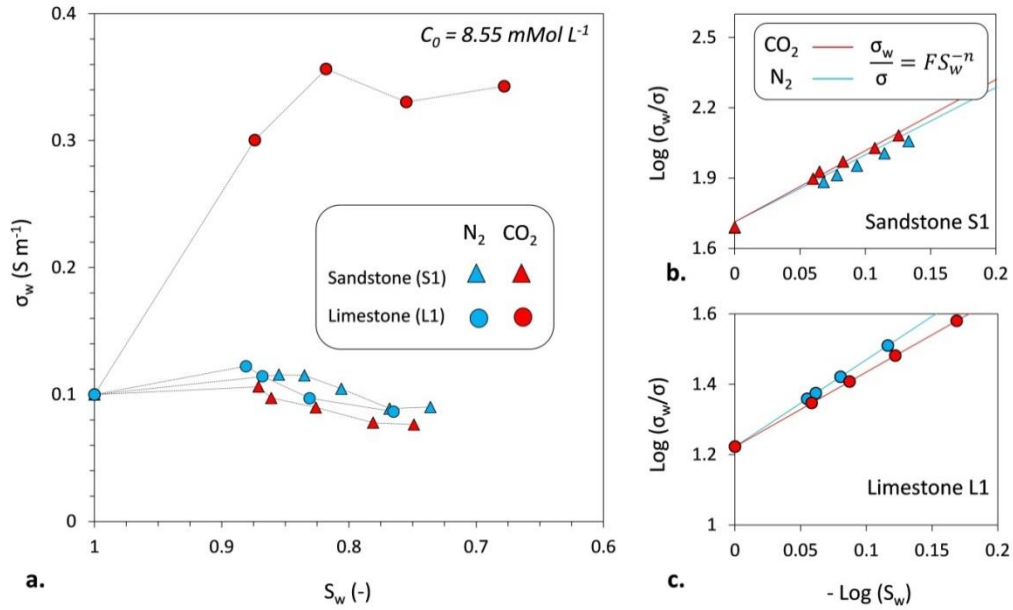 C₀ = 8.55 mMol L⁻¹
0.4
0.3
0.2
0.1
0
σw (S m⁻¹)
N₂ CO₂
Sandstone (S1)
Limestone (L1)
1 0.9 0.8 0.7 0.6
a. Sw (-)
2.5
2.2
1.9
1.6
Log (σw/σ)
CO₂
N₂
σw/σ = FSw⁻ⁿ
Sandstone S1
0 0.05 0.1 0.15 0.2
b.
1.6
1.4
1.2
1
Log (σw/σ)
Limestone L1
0 0.05 0.1 0.15 0.2
c. - Log (Sw)